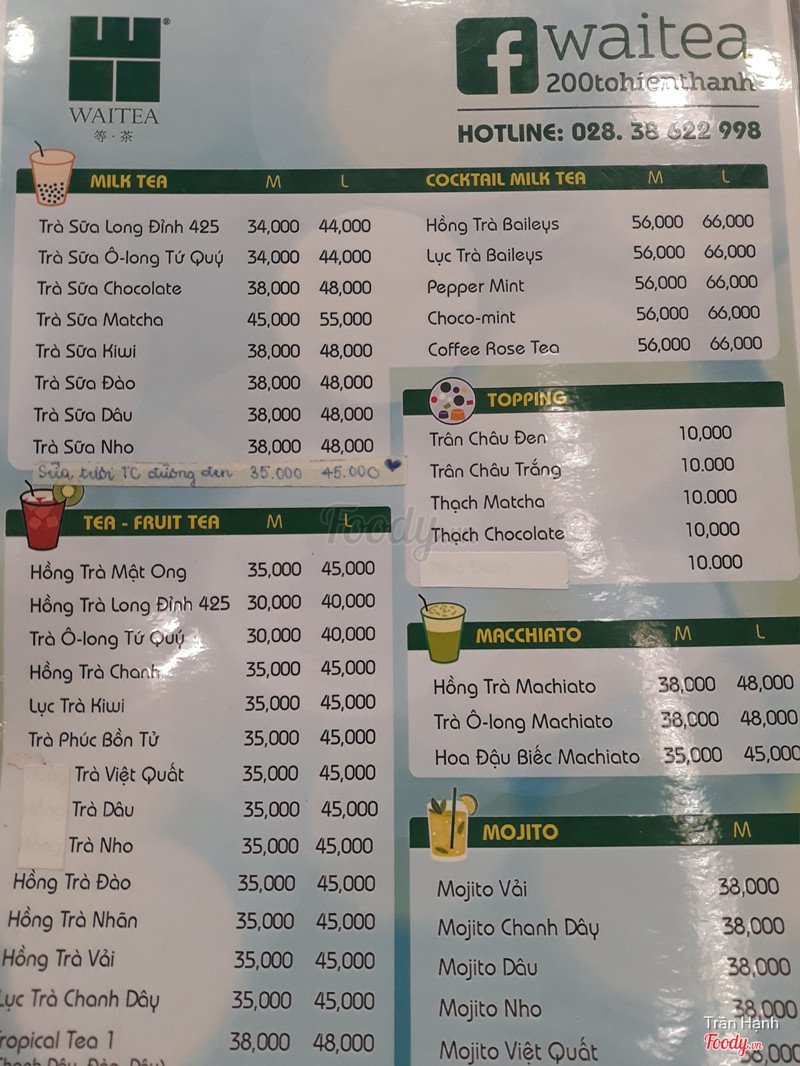 WAITEA
等·茶
waitea
200tohienthanh
HOTLINE: 028. 38 622 998
MILK TEA M L
Trà Sữa Long Đỉnh 425 34,000 44,000
Trà Sữa Ô-long Tứ Quý 34,000 44,000
Trà Sữa Chocolate 38,000 48,000
Trà Sữa Matcha 45,000 55,000
Trà Sữa Kiwi 38,000 48,000
Trà Sữa Đào 38,000 48,000
Trà Sữa Dâu 38,000 48,000
Trà Sữa Nho 38,000 48,000
Sữa tươi TC đường đen 35.000 45.000
TEA - FRUIT TEA M L
Hồng Trà Mật Ong 35,000 45,000
Hồng Trà Long Đỉnh 425 30,000 40,000
Trà Ô-long Tứ Quý 30,000 40,000
Hồng Trà Chanh 35,000 45,000
Lục Trà Kiwi 35,000 45,000
Trà Phúc Bồn Tử 35,000 45,000
Trà Việt Quất 35,000 45,000
Trà Dâu 35,000 45,000
Trà Nho 35,000 45,000
Hồng Trà Đào 35,000 45,000
Hồng Trà Nhãn 35,000 45,000
Hồng Trà Vải 35,000 45,000
Lục Trà Chanh Dây 35,000 45,000
Tropical Tea 1 38,000 48,000
COCKTAIL MILK TEA M L
Hồng Trà Baileys 56,000 66,000
Lục Trà Baileys 56,000 66,000
Pepper Mint 56,000 66,000
Choco-mint 56,000 66,000
Coffee Rose Tea 56,000 66,000
TOPPING
Trân Châu Đen 10,000
Trân Châu Trắng 10.000
Thạch Matcha 10.000
Thạch Chocolate 10,000
10.000
MACCHIATO M L
Hồng Trà Machiato 38,000 48,000
Trà Ô-long Machiato 38,000 48,000
Hoa Đậu Biếc Machiato 35,000 45,000
MOJITO M
Mojito Vải 38,000
Mojito Chanh Dây 38,000
Mojito Dâu 38,000
Mojito Nho 38,000
Mojito Việt Quất 38,000
Trần Hạnh
Foody.vn